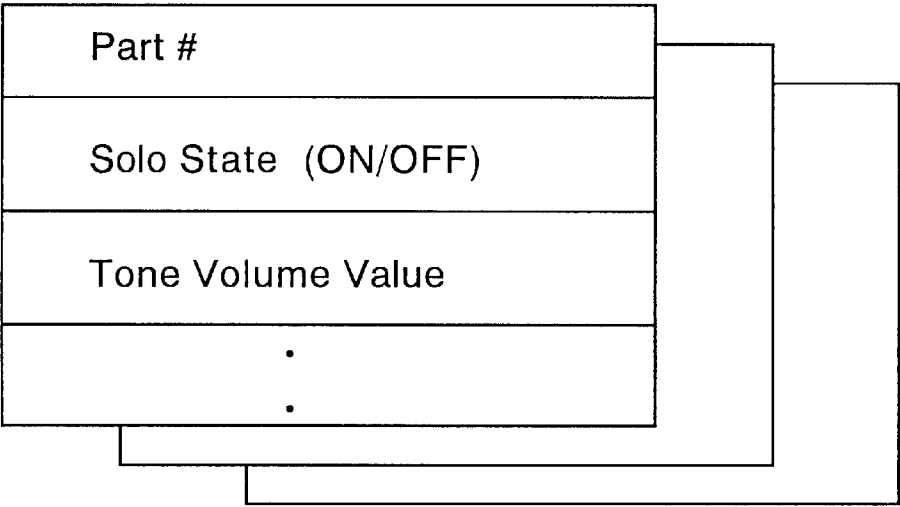 Part #
Solo State (ON/OFF)
Tone Volume Value
.
.